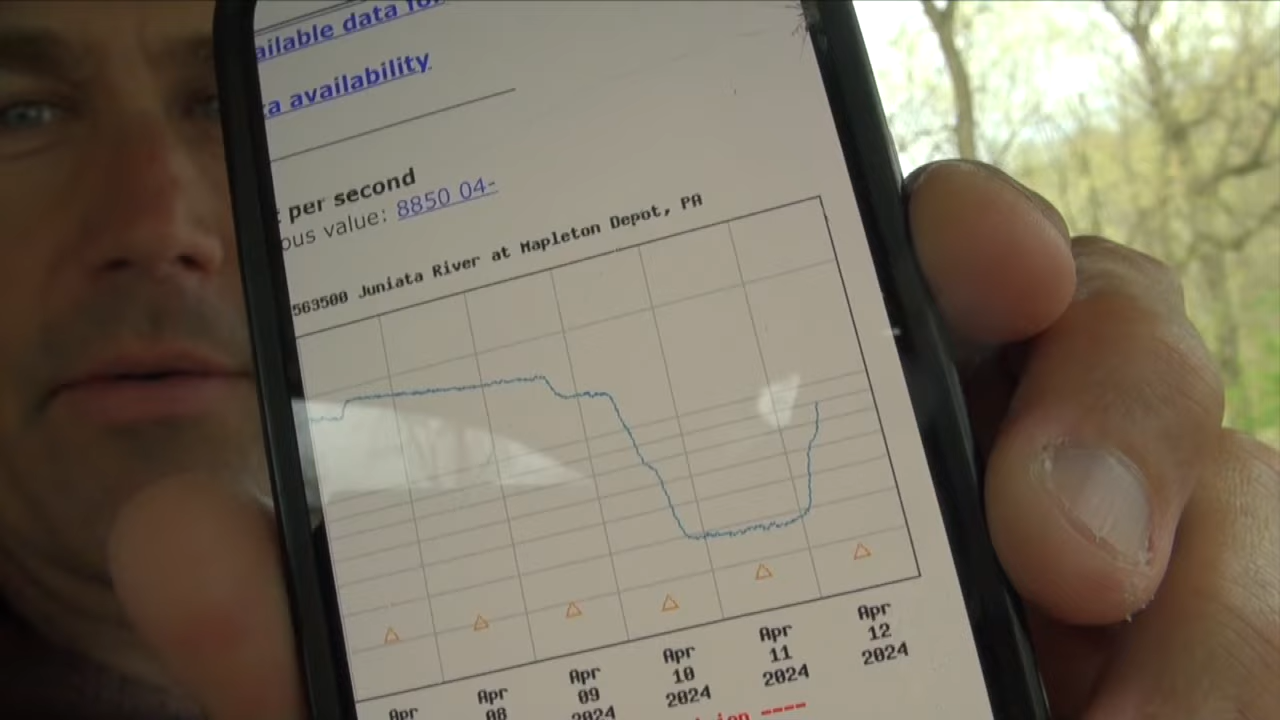 ailable data for
a availability
per second
ous value: 8850 04-
563500 Juniata River at Mapleton Depot, PA
Apr
Apr
08
Apr
09
2024
Apr
10
2024
Apr
11
2024
Apr
12
2024
----